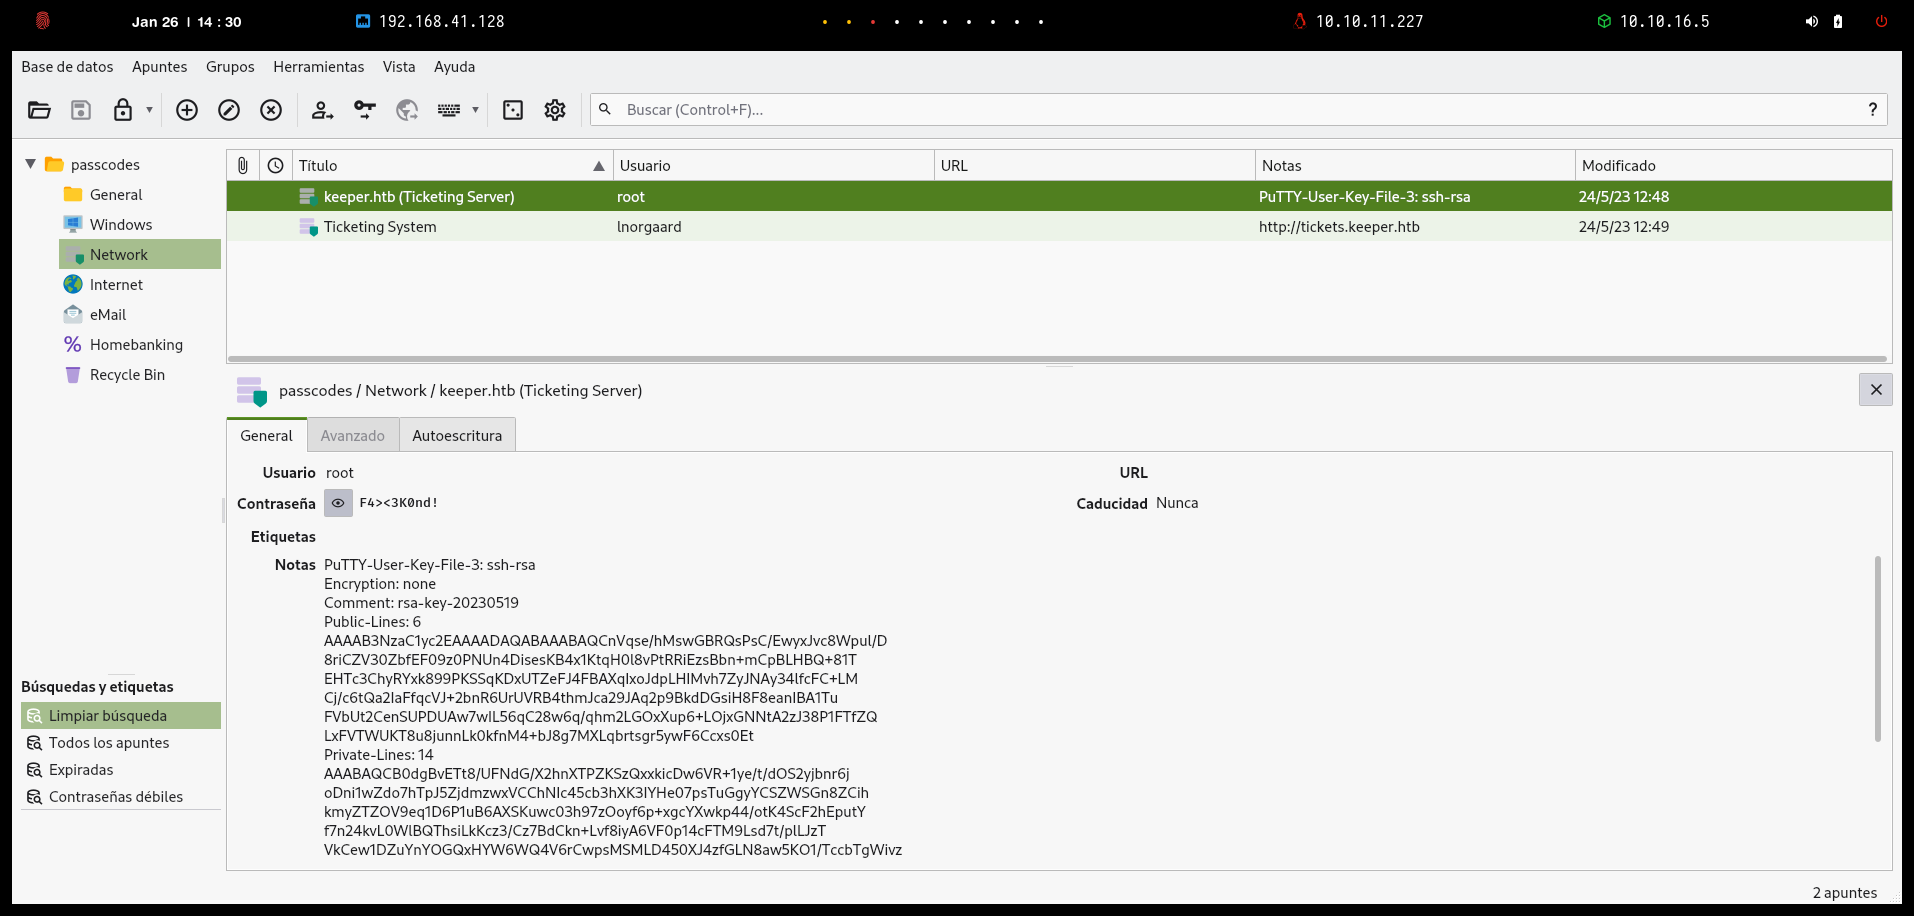 Jan 26 | 14 : 30
192.168.41.128
10.10.11.227
10.10.16.5
Base de datos Apuntes Grupos Herramientas Vista Ayuda
Buscar (Control+F)...
?
passcodes
General
Windows
Network
Internet
eMail
Homebanking
Recycle Bin
Búsquedas y etiquetas
Limpiar búsqueda
Todos los apuntes
Expiradas
Contraseñas débiles
Título Usuario URL Notas Modificado
keeper.htb (Ticketing Server) root PuTTY-User-Key-File-3: ssh-rsa 24/5/23 12:48
Ticketing System lnorgaard http://tickets.keeper.htb 24/5/23 12:49
passcodes / Network / keeper.htb (Ticketing Server)
General Avanzado Autoescritura
Usuario root URL
Contraseña F4><3K0nd! Caducidad Nunca
Etiquetas
Notas PuTTY-User-Key-File-3: ssh-rsa
Encryption: none
Comment: rsa-key-20230519
Public-Lines: 6
AAAAB3NzaC1yc2EAAAADAQABAAABAQCnVqse/hMswGBRQsPsC/EwyxJvc8Wpul/D
8riCZV30ZbfEF09z0PNUn4DisesKB4x1KtqH0l8vPtRRiEzsBbn+mCpBLHBQ+81T
EHTc3ChyRYxk899PKSSqKDxUTZeFJ4FBAXqIxoJdpLHIMvh7ZyJNAy34lfcFC+LM
Cj/c6tQa2IaFfqcVJ+2bnR6UrUVRB4thmJca29JAq2p9BkdDGsiH8F8eanIBA1Tu
FVbUt2CenSUPDUAw7wIL56qC28w6q/qhm2LGOxXup6+LOjxGNNtA2zJ38P1FTfZQ
LxFVTWUKT8u8junnLk0kfnM4+bJ8g7MXLqbrtsgr5ywF6Ccxs0Et
Private-Lines: 14
AAABAQCB0dgBvETt8/UFNdG/X2hnXTPZKSzQxxkicDw6VR+1ye/t/dOS2yjbnr6j
oDni1wZdo7hTpJ5ZjdmzwxVCChNIc45cb3hXK3IYHe07psTuGgyYCSZWSGn8ZCih
kmyZTZOV9eq1D6P1uB6AXSKuwc03h97zOoyf6p+xgcYXwkp44/otK4ScF2hEputY
f7n24kvL0WlBQThsiLkKcz3/Cz7BdCkn+Lvf8iyA6VF0p14cFTM9Lsd7t/plLJzT
VkCew1DZuYnYOGQxHYW6WQ4V6rCwpsMSMLD450XJ4zfGLN8aw5KO1/TccbTgWivz
2 apuntes